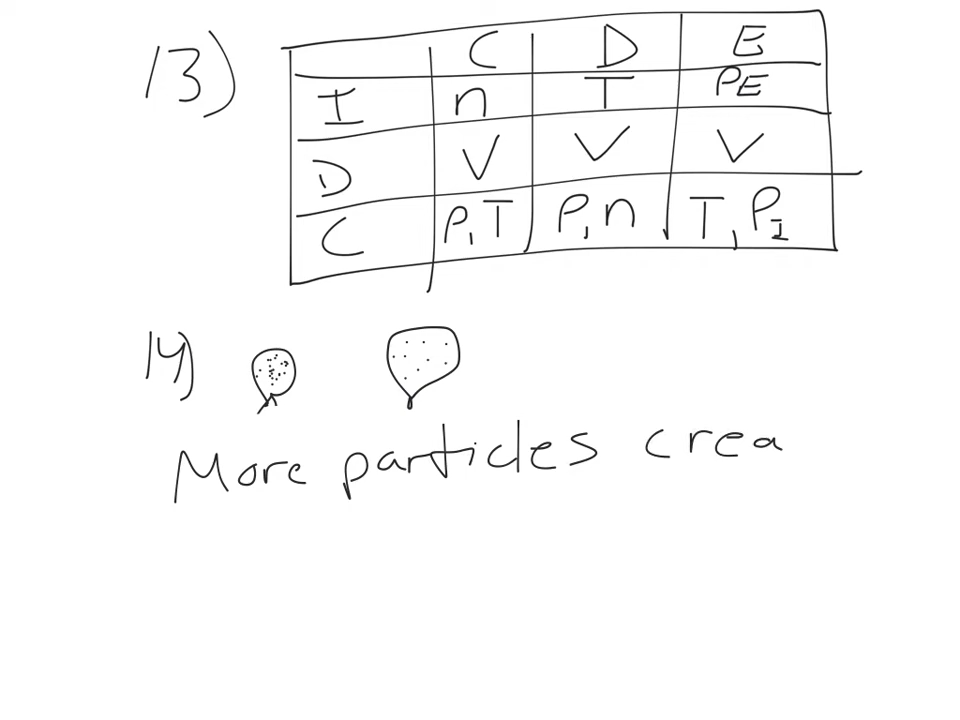 13)
C D E
I n T PE
D V V V
C P,T P,n T,PI
14)
More particles crea